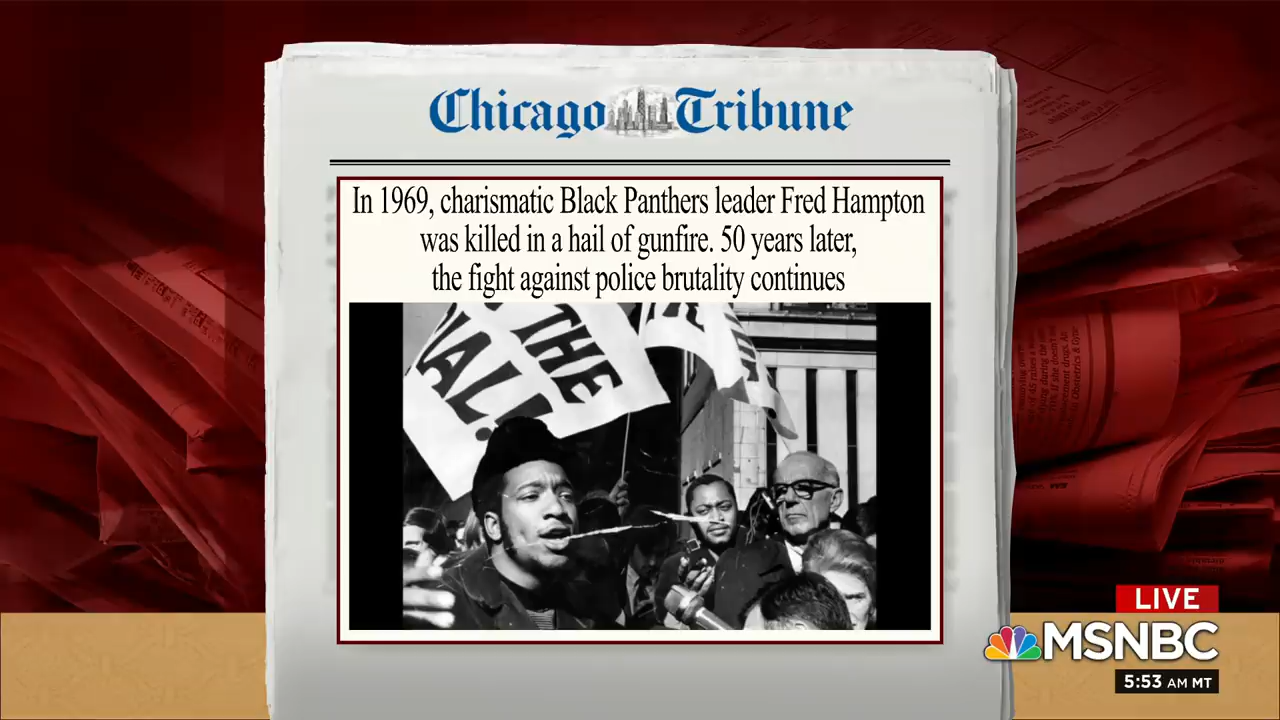 Chicago Tribune
In 1969, charismatic Black Panthers leader Fred Hampton
was killed in a hail of gunfire. 50 years later,
the fight against police brutality continues
THE
LIVE
MSNBC
5:53 AM MT